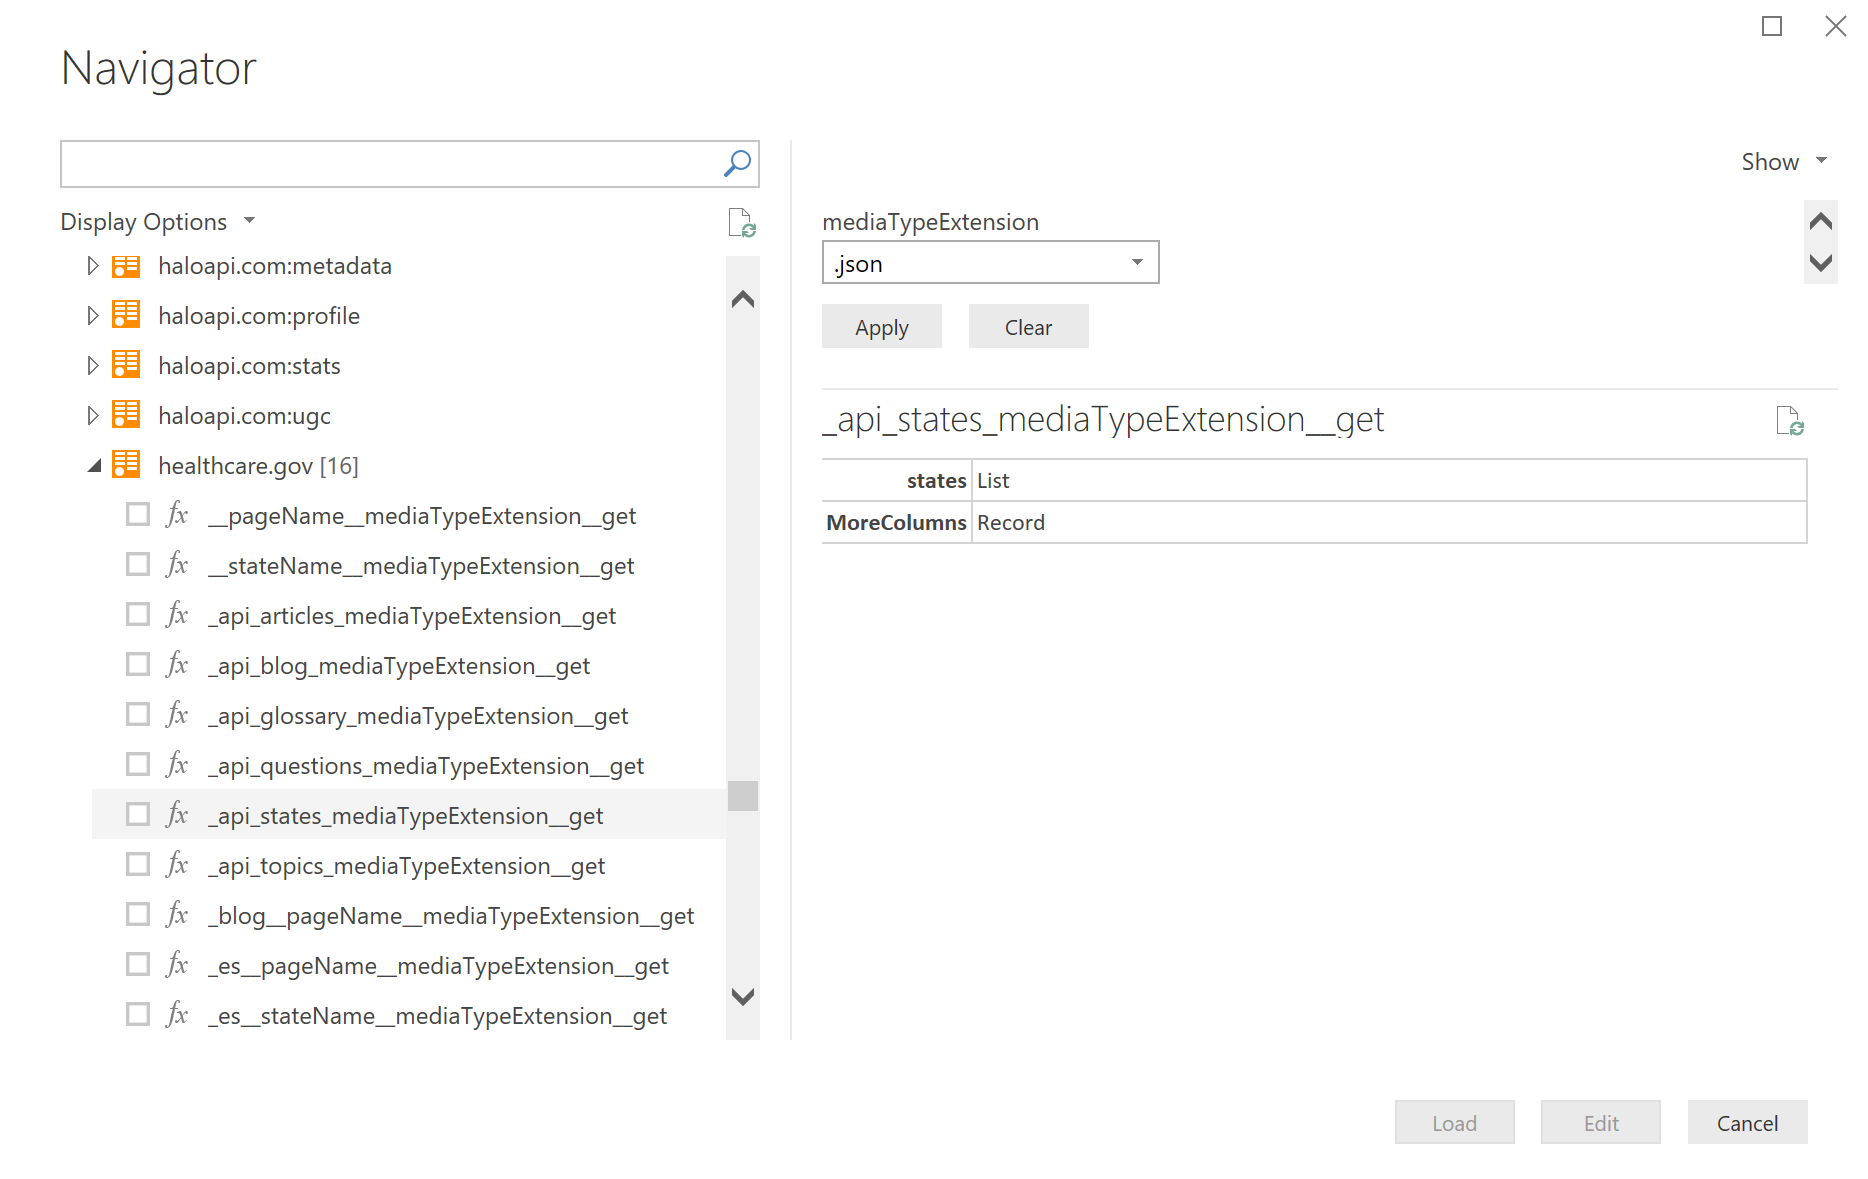 Navigator
Display Options
haloapi.com:metadata
haloapi.com:profile
haloapi.com:stats
haloapi.com:ugc
healthcare.gov [16]
fx __pageName__mediaTypeExtension__get
fx __stateName__mediaTypeExtension__get
fx _api_articles_mediaTypeExtension__get
fx _api_blog_mediaTypeExtension__get
fx _api_glossary_mediaTypeExtension__get
fx _api_questions_mediaTypeExtension__get
fx _api_states_mediaTypeExtension__get
fx _api_topics_mediaTypeExtension__get
fx _blog__pageName__mediaTypeExtension__get
fx _es__pageName__mediaTypeExtension__get
fx _es__stateName__mediaTypeExtension__get
Show
mediaTypeExtension
.json
Apply Clear
_api_states_mediaTypeExtension__get
states List
MoreColumns Record
Load Edit Cancel